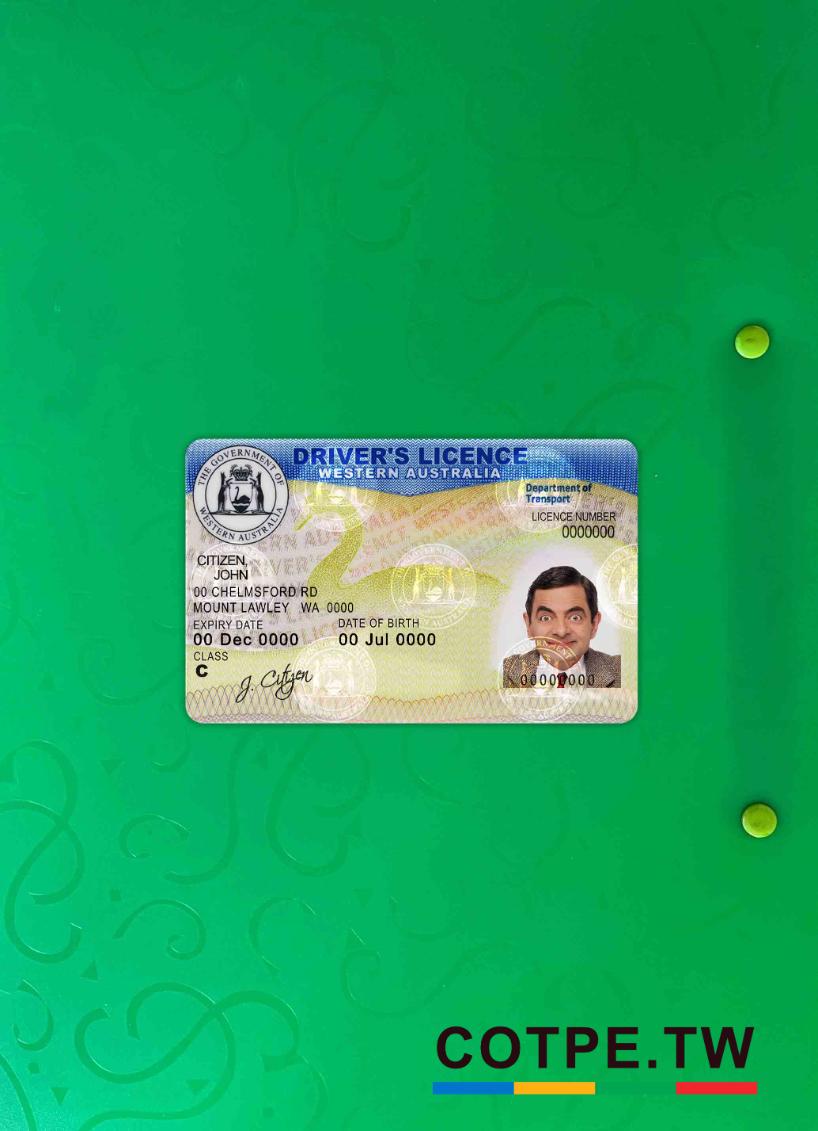 THE GOVERNMENT OF
WESTERN AUSTRALIA
DRIVER'S LICENCE
WESTERN AUSTRALIA
Department of
Transport
LICENCE NUMBER
0000000
CITIZEN,
JOHN
00 CHELMSFORD RD
MOUNT LAWLEY WA 0000
EXPIRY DATE
DATE OF BIRTH
00 Dec 0000
00 Jul 0000
CLASS
C
J. Citizen
COTPE.TW